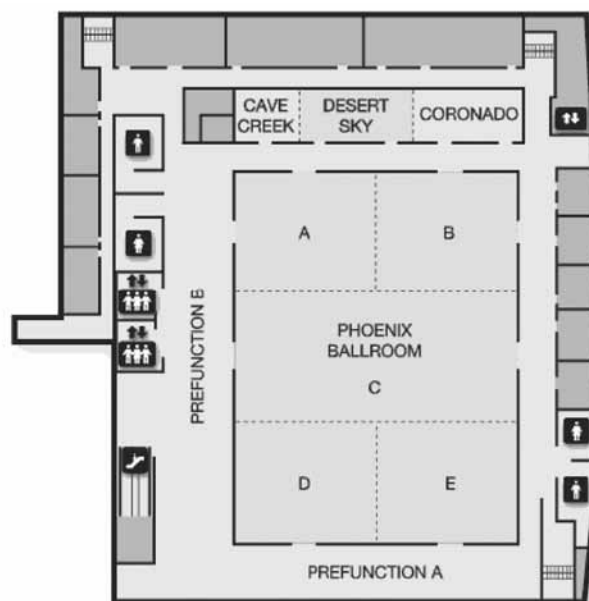 CAVE
CREEK
DESERT
SKY
CORONADO
A
B
PREFUNCTION B
PHOENIX
BALLROOM
C
D
E
PREFUNCTION A